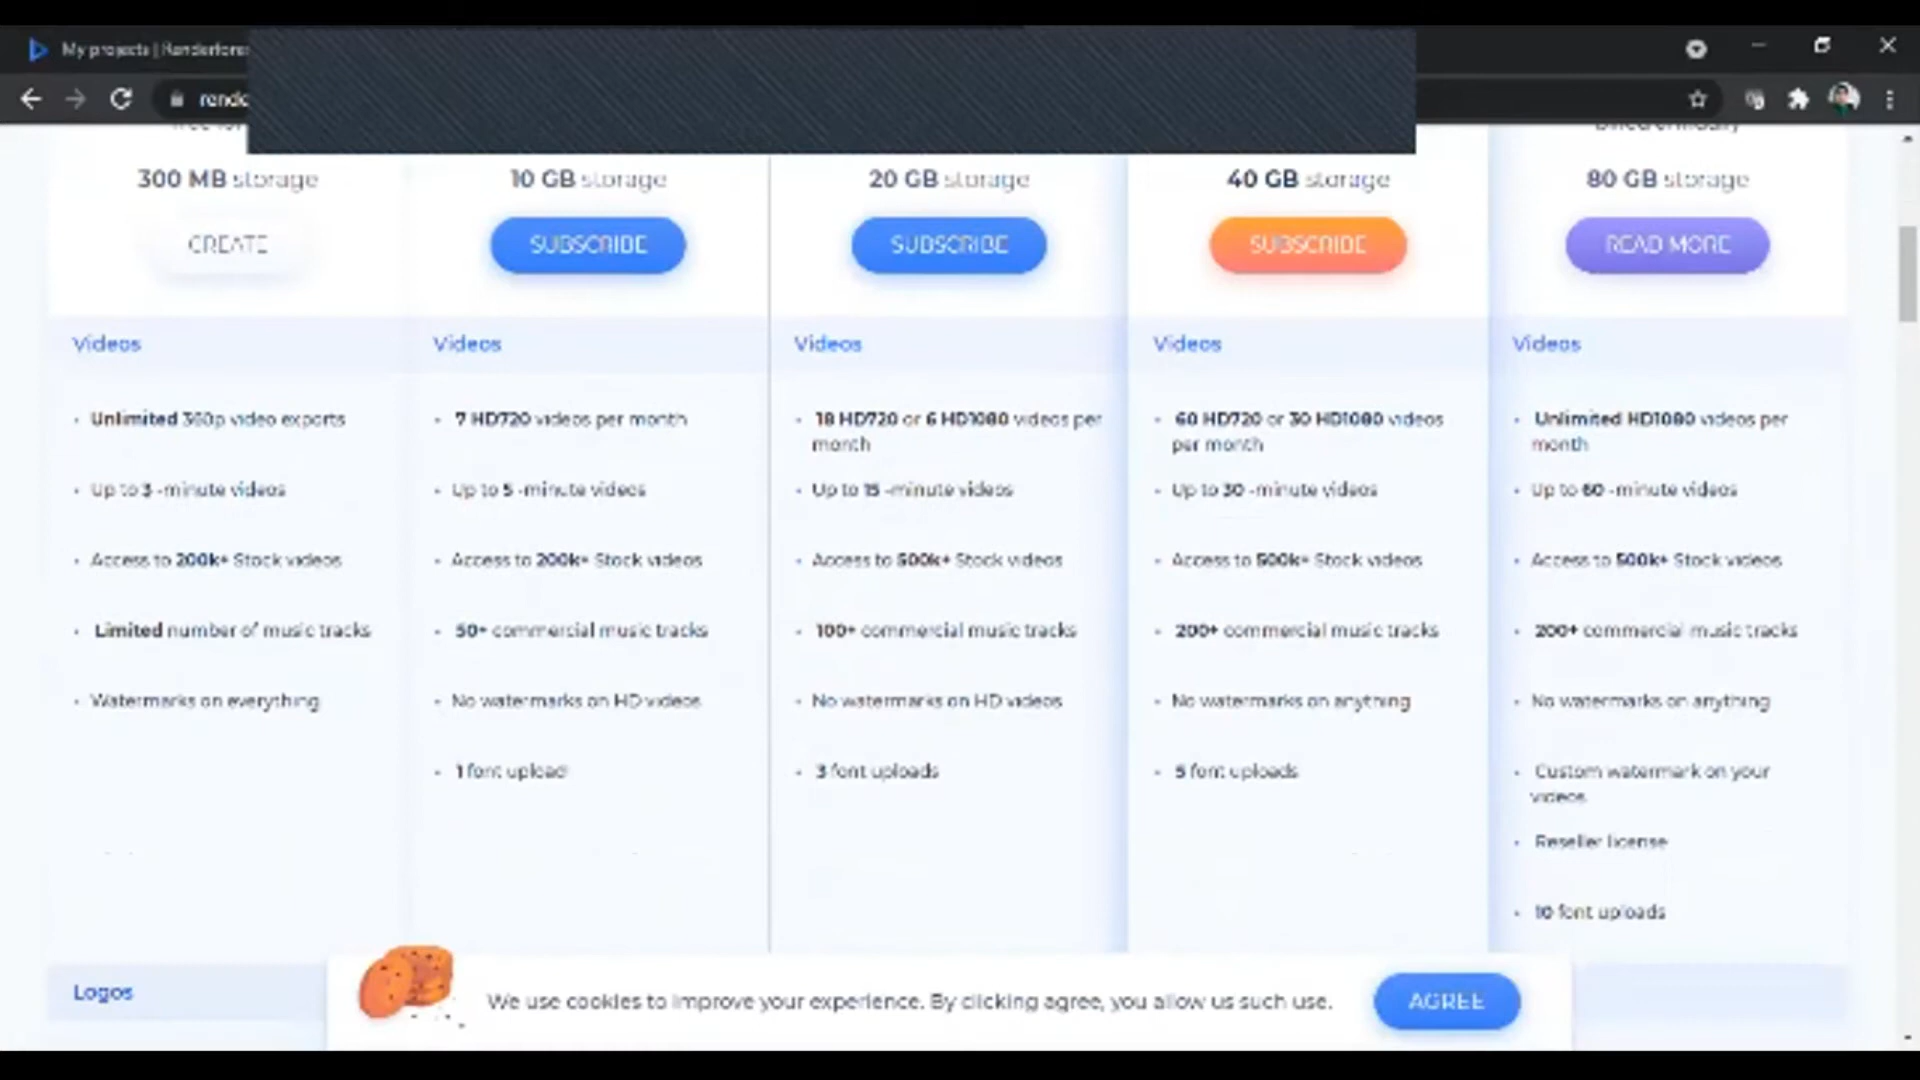 My projects | Renderfores
rende
300 MB storage
CREATE
Videos
Unlimited 360p video exports
Up to 3 -minute videos
Access to 200k+ Stock videos
Limited number of music tracks
Watermarks on everything
10 GB storage
SUBSCRIBE
Videos
7 HD720 videos per month
Up to 5 -minute videos
Access to 200k+ Stock videos
50+ commercial music tracks
No watermarks on HD videos
1 font upload
20 GB storage
SUBSCRIBE
Videos
18 HD720 or 6 HD1080 videos per
month
Up to 15 -minute videos
Access to 500k+ Stock videos
100+ commercial music tracks
No watermarks on HD videos
3 font uploads
40 GB storage
SUBSCRIBE
Videos
60 HD720 or 30 HD1080 videos
per month
Up to 30 -minute videos
Access to 500k+ Stock videos
200+ commercial music tracks
No watermarks on anything
5 font uploads
80 GB storage
READ MORE
Videos
Unlimited HD1080 videos per
month
Up to 60 -minute videos
Access to 500k+ Stock videos
200+ commercial music tracks
No watermarks on anything
Custom watermark on your
videos
Reseller license
10 font uploads
Logos
We use cookies to improve your experience. By clicking agree, you allow us such use.
AGREE